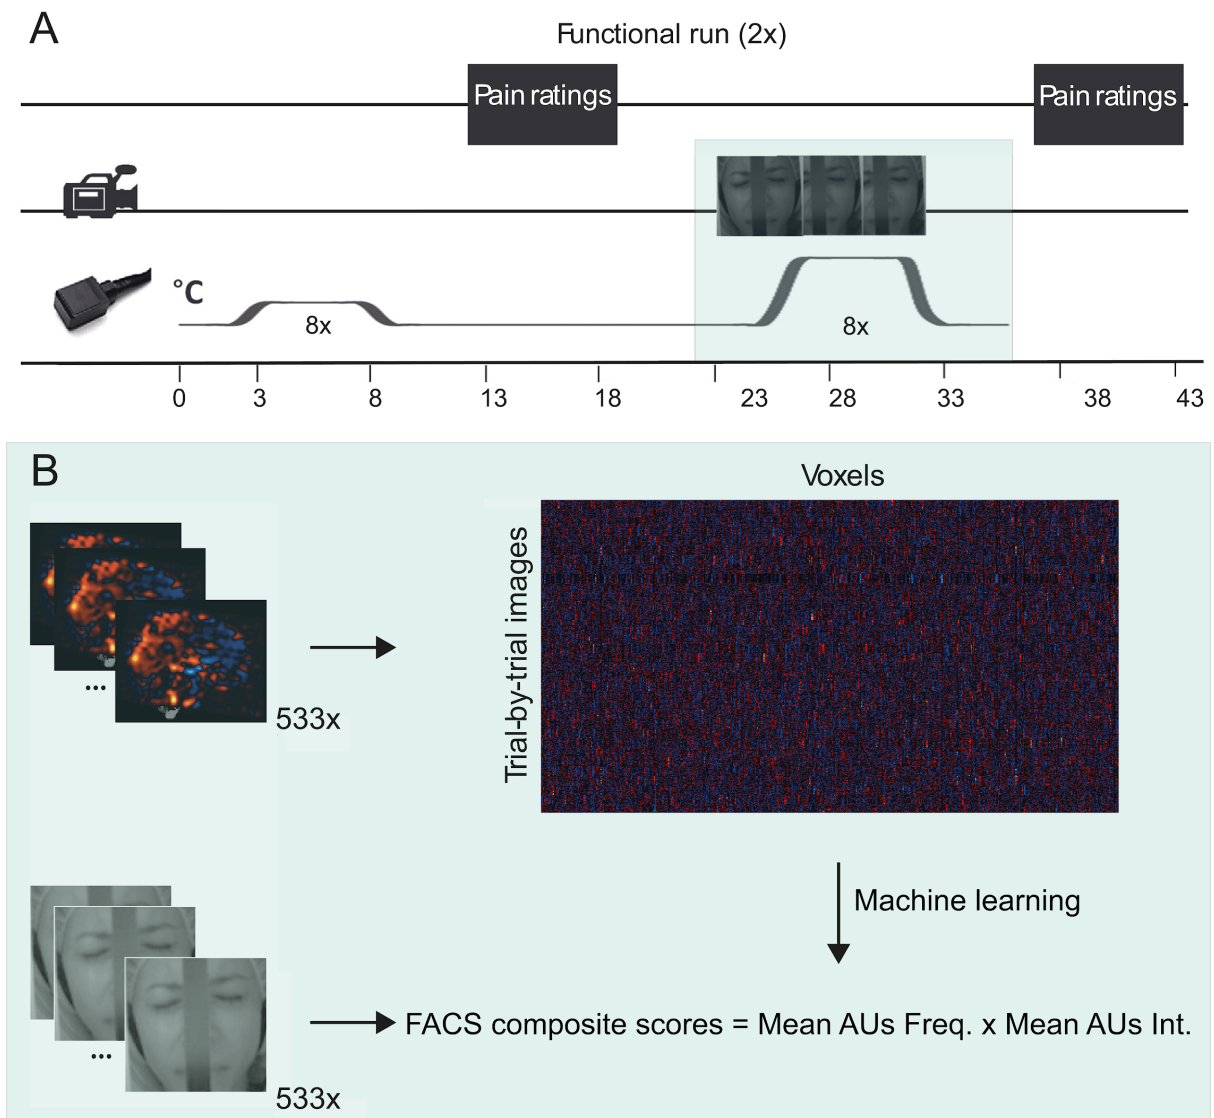 A
Functional run (2x)
Pain ratings
Pain ratings
°C
8x
8x
0 3 8 13 18 23 28 33 38 43
B
Voxels
Trial-by-trial images
...
533x
Machine learning
FACS composite scores = Mean AUs Freq. x Mean AUs Int.
...
533x